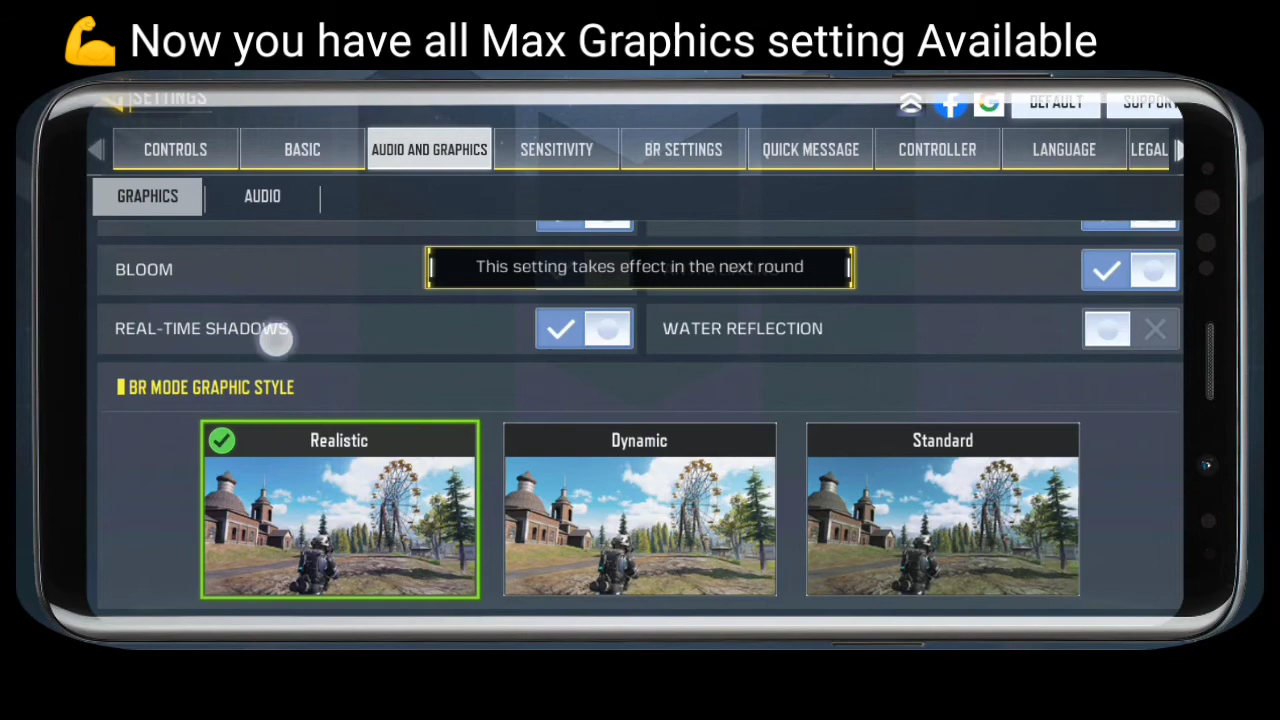 💪 Now you have all Max Graphics setting Available
SETTINGS
DEFAULT
SUPPORT
CONTROLS
BASIC
AUDIO AND GRAPHICS
SENSITIVITY
BR SETTINGS
QUICK MESSAGE
CONTROLLER
LANGUAGE
LEGAL
GRAPHICS
AUDIO
BLOOM
This setting takes effect in the next round
REAL-TIME SHADOWS
WATER REFLECTION
BR MODE GRAPHIC STYLE
Realistic
Dynamic
Standard